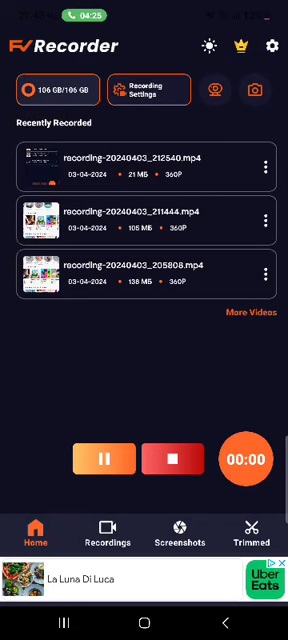 04:25
FV Recorder
106 GB/106 GB
Recording
Settings
Recently Recorded
recording-20240403_212540.mp4
03-04-2024 • 21 MB • 360P
recording-20240403_211444.mp4
03-04-2024 • 105 MB • 360P
recording-20240403_205808.mp4
03-04-2024 • 138 MB • 360P
More Videos
00:00
Home
Recordings
Screenshots
Trimmed
La Luna Di Luca
Uber
Eats